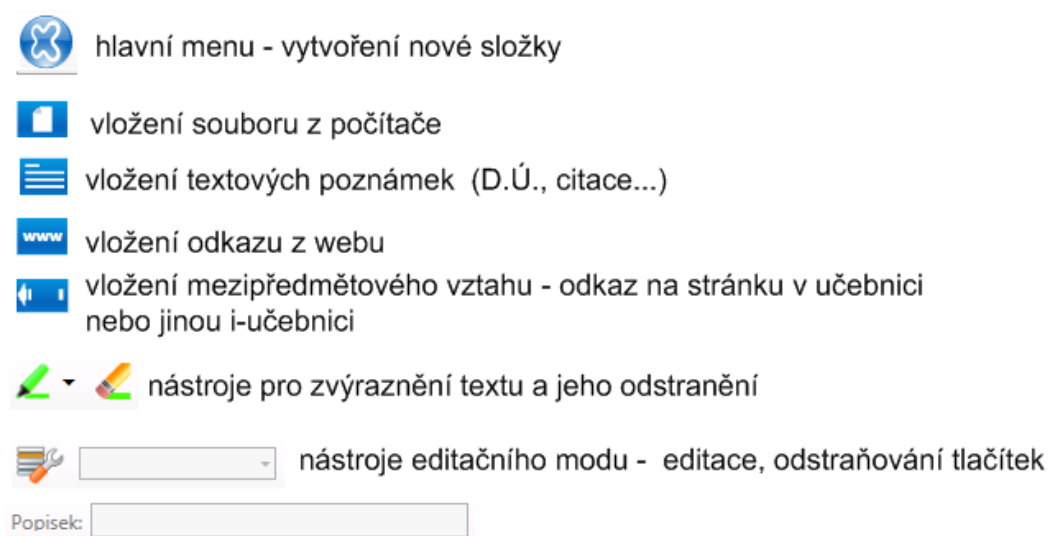 hlavní menu - vytvoření nové složky
vložení souboru z počítače
vložení textových poznámek (D.Ú., citace...)
www vložení odkazu z webu
vložení mezipředmětového vztahu - odkaz na stránku v učebnici
nebo jinou i-učebnici
nástroje pro zvýraznění textu a jeho odstranění
nástroje editačního modu - editace, odstraňování tlačítek
Popisek: